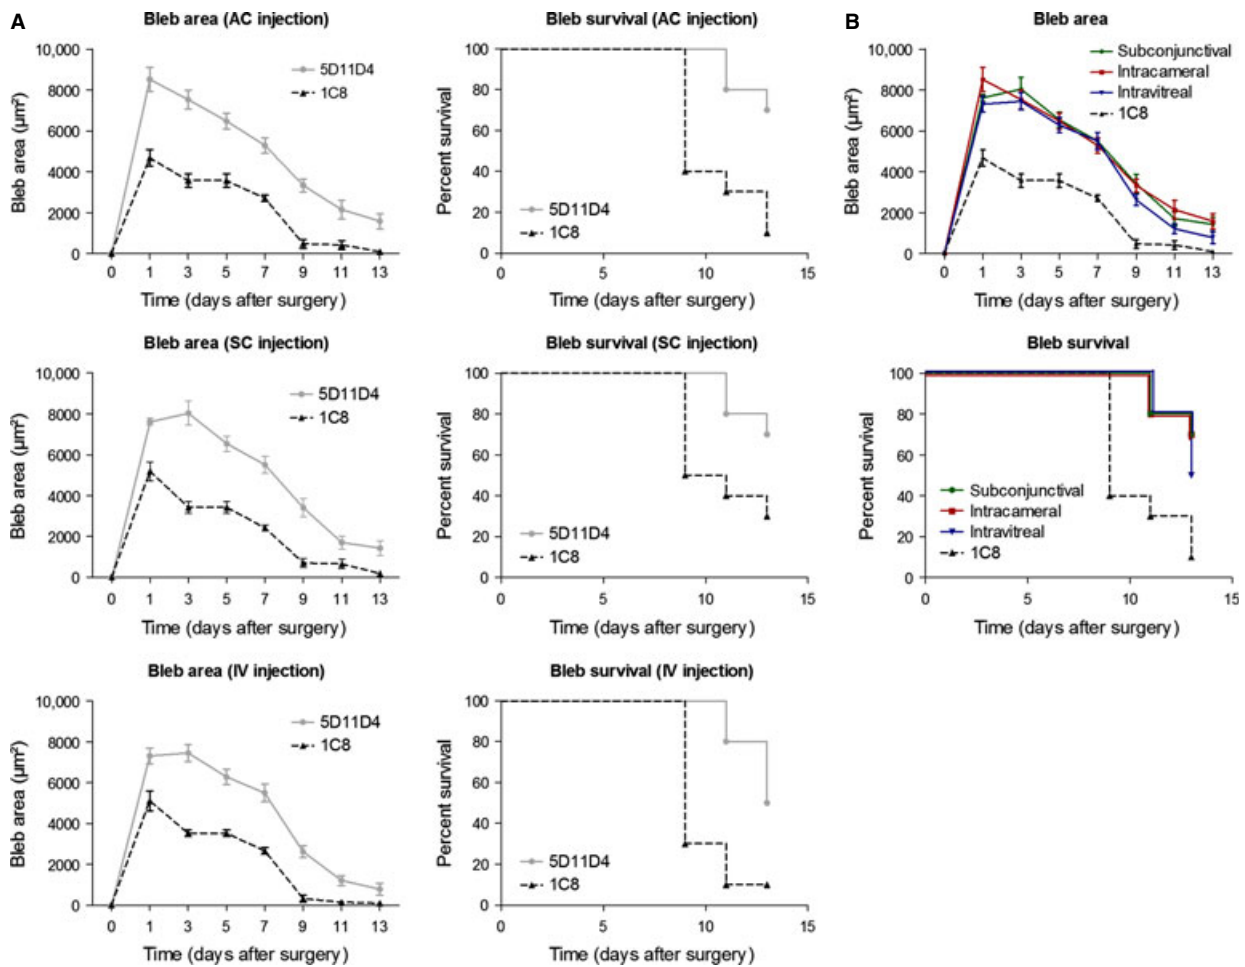 A
Bleb area (AC injection)
10,000
8000
6000
4000
2000
0
Bleb area (µm²)
5D11D4
1C8
0 1 3 5 7 9 11 13
Time (days after surgery)
Bleb survival (AC injection)
100
80
60
40
20
0
Percent survival
5D11D4
1C8
0 5 10 15
Time (days after surgery)
B
Bleb area
10,000
8000
6000
4000
2000
0
Bleb area (µm²)
Subconjunctival
Intracameral
Intravitreal
1C8
0 1 3 5 7 9 11 13
Time (days after surgery)
Bleb area (SC injection)
10,000
8000
6000
4000
2000
0
Bleb area (µm²)
5D11D4
1C8
0 1 3 5 7 9 11 13
Time (days after surgery)
Bleb survival (SC injection)
100
80
60
40
20
0
Percent survival
5D11D4
1C8
0 5 10 15
Time (days after surgery)
Bleb survival
100
80
60
40
20
0
Percent survival
Subconjunctival
Intracameral
Intravitreal
1C8
0 5 10 15
Time (days after surgery)
Bleb area (IV injection)
10,000
8000
6000
4000
2000
0
Bleb area (µm²)
5D11D4
1C8
0 1 3 5 7 9 11 13
Time (days after surgery)
Bleb survival (IV injection)
100
80
60
40
20
0
Percent survival
5D11D4
1C8
0 5 10 15
Time (days after surgery)